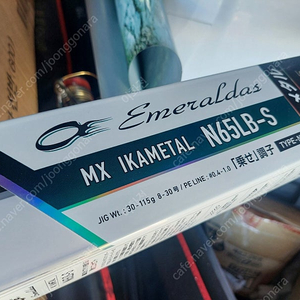 Emeraldas
MX IKAMETAL N65LB-S
JIG Wt.: 30-115g 8-30号 / PE LINE: #0.4-1.0 「乗せ」調子 TYPE-